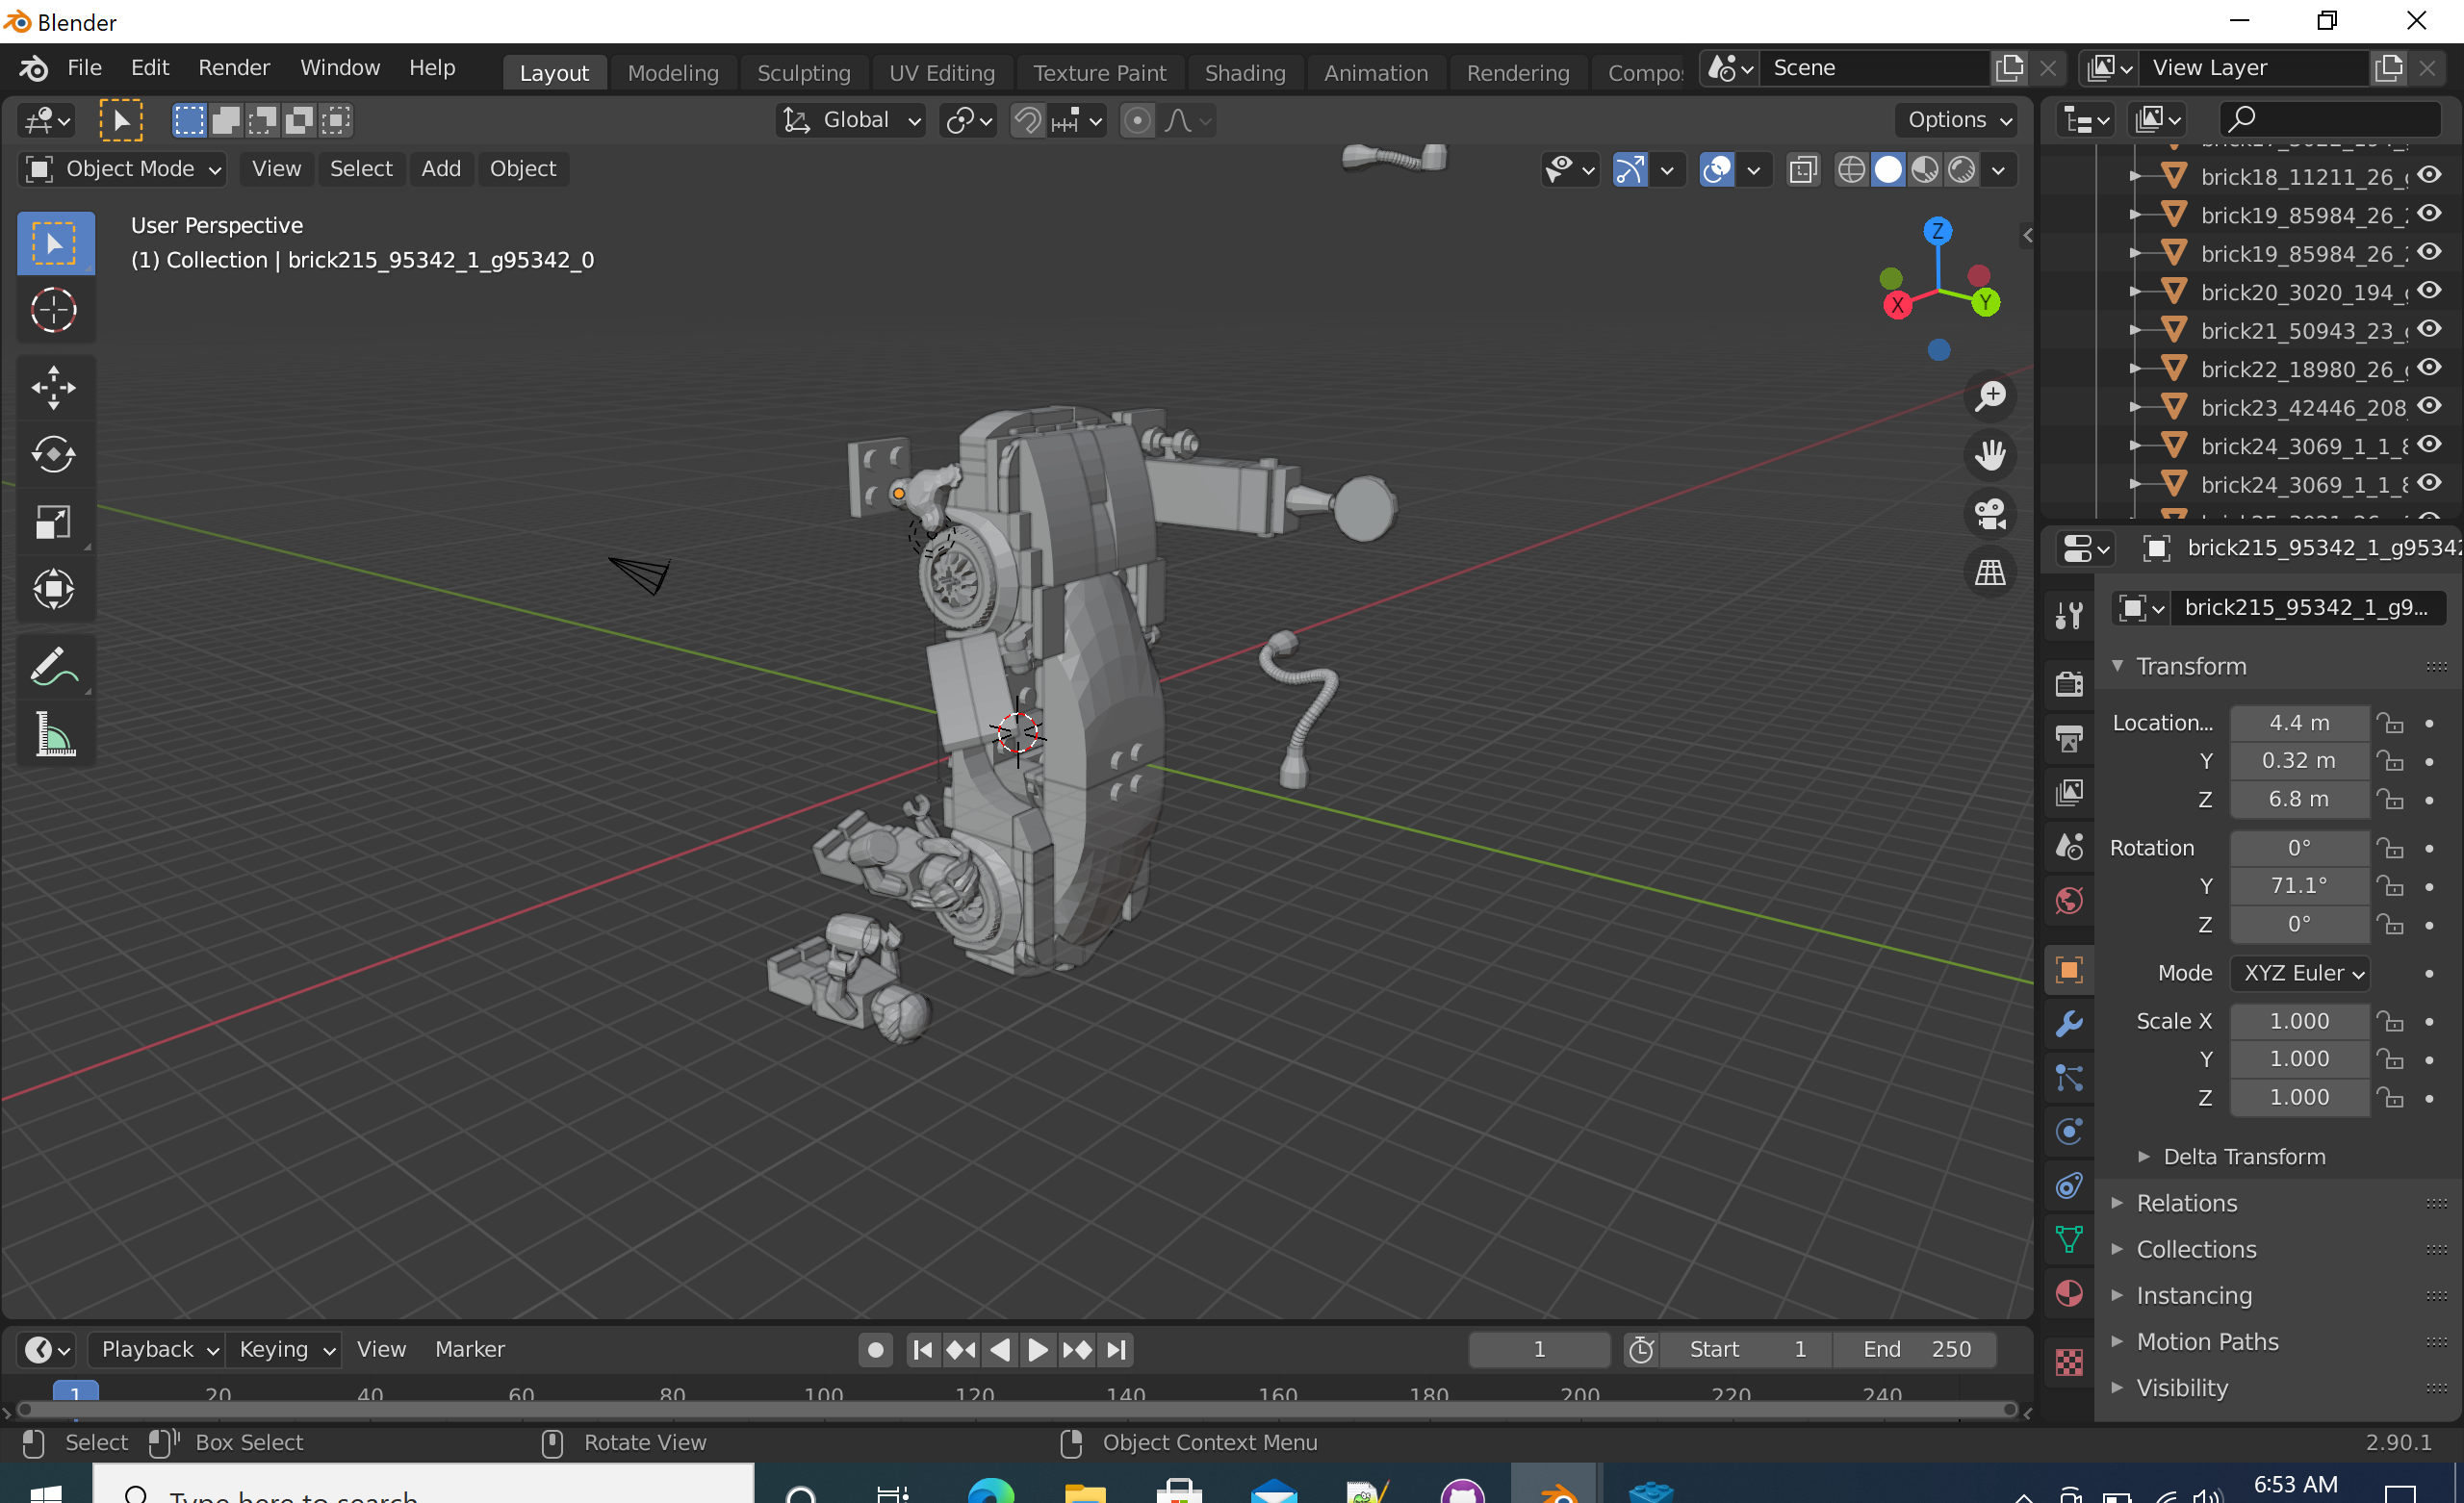 Blender
File Edit Render Window Help Layout Modeling Sculpting UV Editing Texture Paint Shading Animation Rendering Scene View Layer
Global Options
Object Mode View Select Add Object
User Perspective
(1) Collection | brick215_95342_1_g95342_0
Z
X
Y
brick18_11211_26_
brick19_85984_26_
brick19_85984_26_
brick20_3020_194_
brick21_50943_23_
brick22_18980_26_
brick23_42446_208
brick24_3069_1_1_
brick24_3069_1_1_
brick215_95342_1_g9534
brick215_95342_1_g9...
Transform
Location... 4.4 m
Y 0.32 m
Z 6.8 m
Rotation 0°
Y 71.1°
Z 0°
Mode XYZ Euler
Scale X 1.000
Y 1.000
Z 1.000
Delta Transform
Relations
Collections
Instancing
Motion Paths
Visibility
Playback Keying View Marker 1 Start 1 End 250
1 20 40 60 80 100 120 140 160 180 200 220 240
Select Box Select Rotate View Object Context Menu 2.90.1
Type here to search
6:53 AM